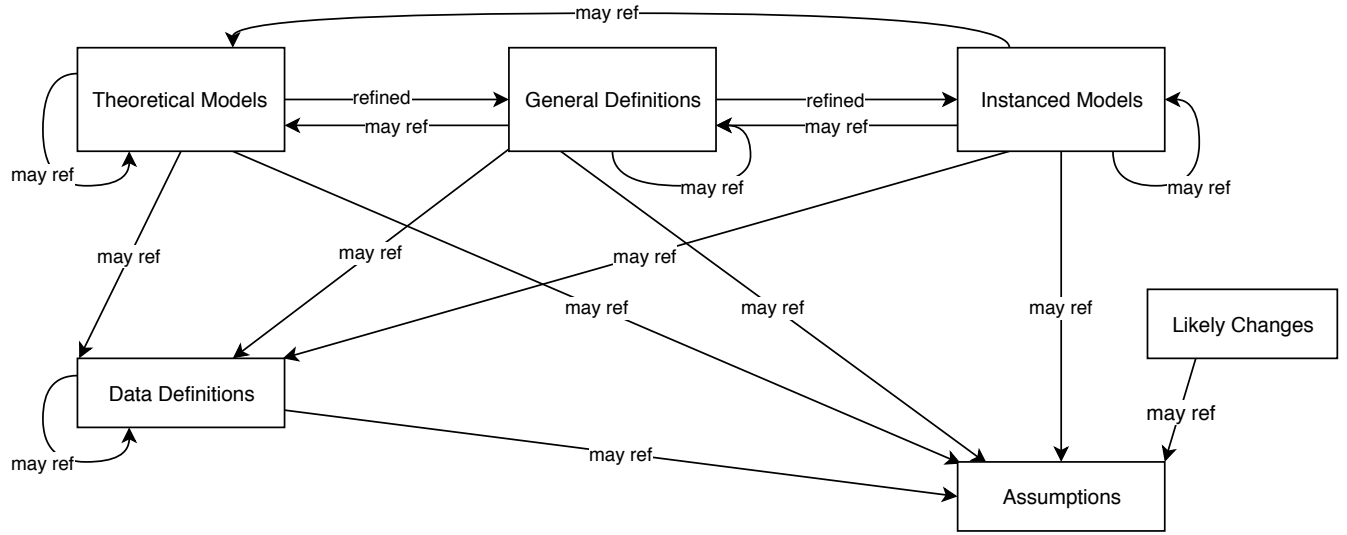 may ref
Theoretical Models
refined
General Definitions
refined
Instanced Models
may ref
may ref
may ref
may ref
may ref
may ref
may ref
may ref
may ref
may ref
may ref
may ref
Likely Changes
Data Definitions
may ref
may ref
may ref
Assumptions